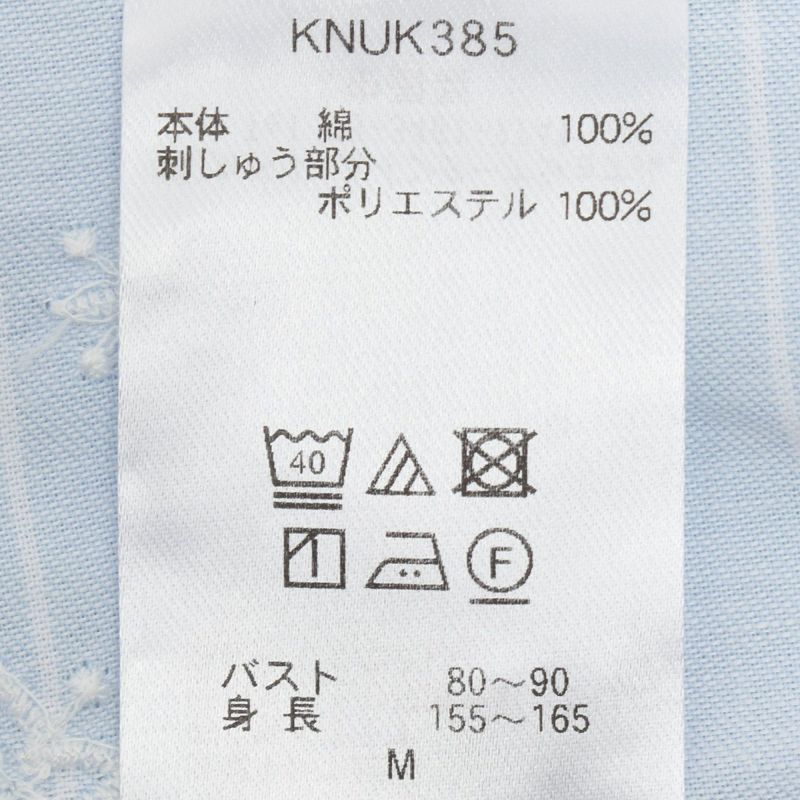 KNUK385
本体 綿 100%
刺しゅう部分
ポリエステル 100%
40
F
バスト 80～90
身長 155～165
M